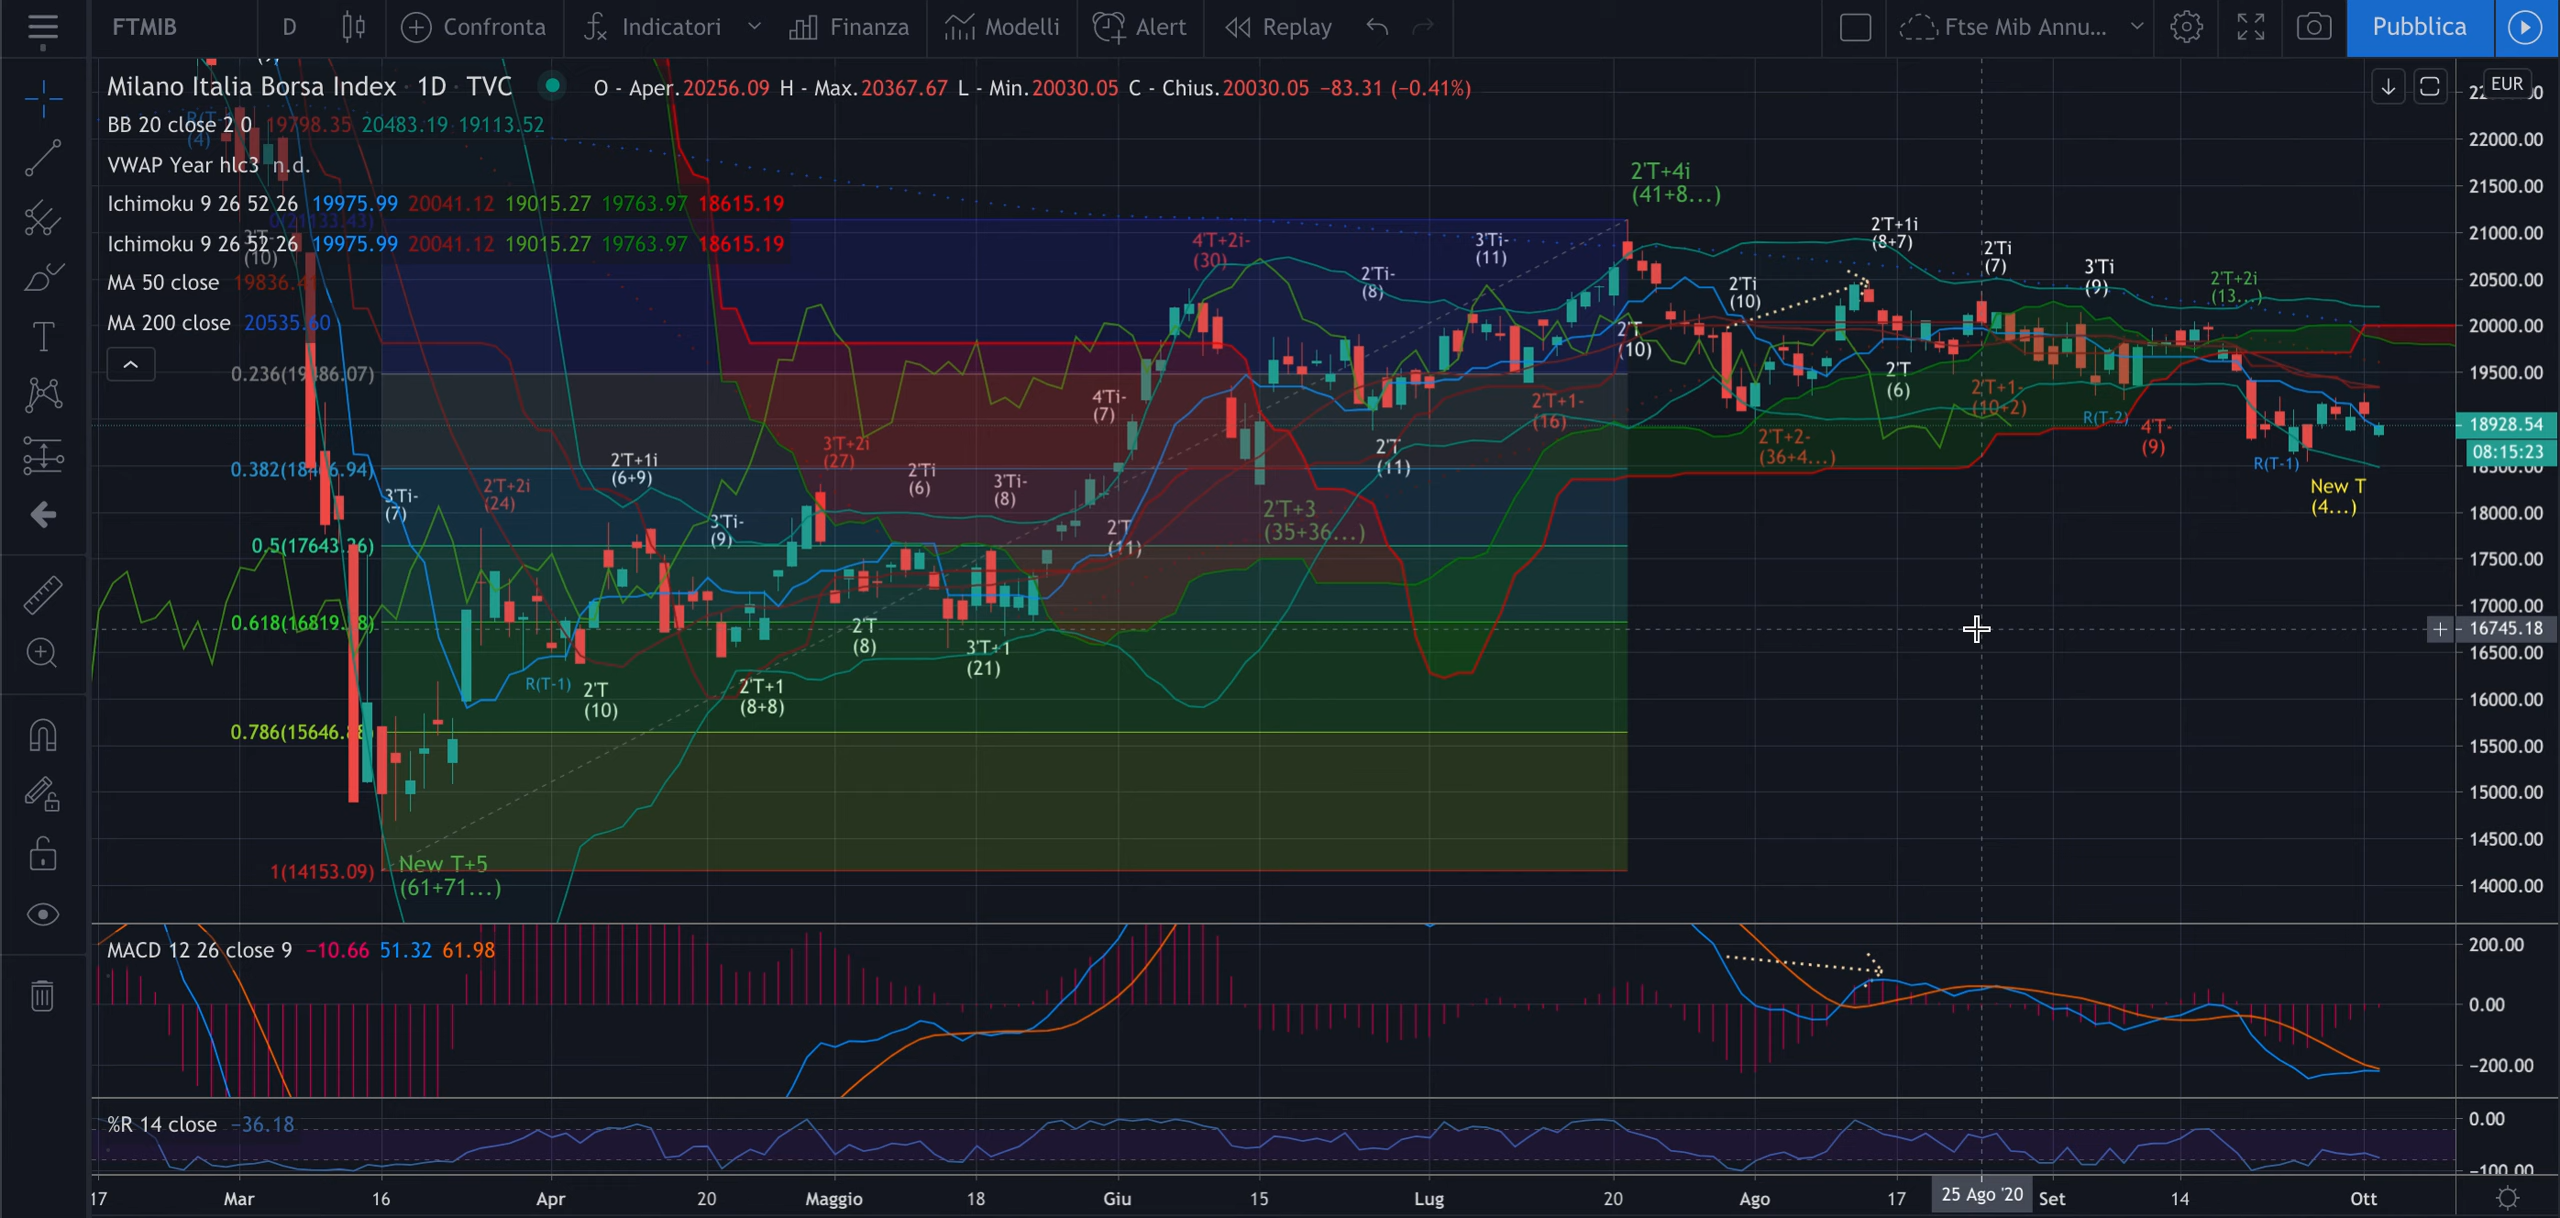 FTMIB D Confronta Indicatori Finanza Modelli Alert Replay Ftse Mib Annu... Pubblica
Milano Italia Borsa Index · 1D · TVC O - Aper.20256.09 H - Max.20367.67 L - Min.20030.05 C - Chius.20030.05 −83.31 (−0.41%)
BB 20 close 2 0 19798.35 20483.19 19113.52
VWAP Year hlc3 n.d.
Ichimoku 9 26 52 26 19975.99 20041.12 19015.27 19763.97 18615.19
Ichimoku 9 26 52 26 19975.99 20041.12 19015.27 19763.97 18615.19
MA 50 close
MA 200 close 20535.60
(4)
(10)
0.236(19486.07)
0.5(17643.26)
1(14153.09)
3'Ti-
(7)
2'T+2i
(24)
2'T+1i
(6+9)
3'Ti-
(9)
R(T-1)
2'T
(10)
2'T+1
(8+8)
New T+5
(61+71...)
3'T+2i
(27)
2'Ti
(6)
3'Ti-
(8)
2'T
(8)
3'T+1
(21)
4'Ti-
(7)
2'T
(11)
4'T+2i-
(30)
2'T+3
(35+36...)
2'Ti-
(8)
2'T
(11)
3'Ti-
(11)
2'T+1-
(16)
2'T+4i
(41+8...)
2'T
(10)
2'Ti
(10)
2'T+2-
(36+4...)
2'T+1i
(8+7)
2'T
(6)
2'Ti
(7)
2'T+1-
(10+2)
3'Ti
(9)
R(T-2)
4'T-
(9)
2'T+2i
(13...)
R(T-1)
New T
(4...)
EUR
22000.00
21500.00
21000.00
20500.00
20000.00
19500.00
18928.54
08:15:23
18500.00
18000.00
17500.00
17000.00
16745.18
16500.00
16000.00
15500.00
15000.00
14500.00
14000.00
MACD 12 26 close 9 −10.66 51.32 61.98
200.00
0.00
−200.00
%R 14 close −36.18
0.00
−100.00
17 Mar 16 Apr 20 Maggio 18 Giu 15 Lug 20 Ago 17 25 Ago '20 Set 14 Ott